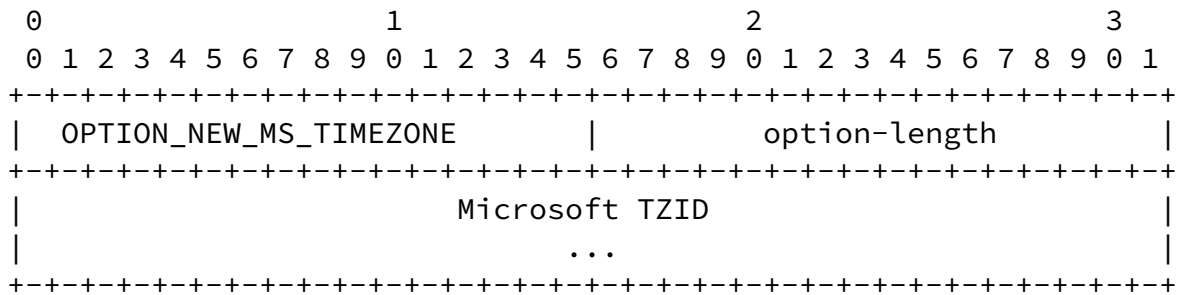 0                   1                   2                   3
 0 1 2 3 4 5 6 7 8 9 0 1 2 3 4 5 6 7 8 9 0 1 2 3 4 5 6 7 8 9 0 1
+-+-+-+-+-+-+-+-+-+-+-+-+-+-+-+-+-+-+-+-+-+-+-+-+-+-+-+-+-+-+-+-+
|  OPTION_NEW_MS_TIMEZONE       |         option-length         |
+-+-+-+-+-+-+-+-+-+-+-+-+-+-+-+-+-+-+-+-+-+-+-+-+-+-+-+-+-+-+-+-+
|                        Microsoft TZID                         |
|                              ...                              |
+-+-+-+-+-+-+-+-+-+-+-+-+-+-+-+-+-+-+-+-+-+-+-+-+-+-+-+-+-+-+-+-+